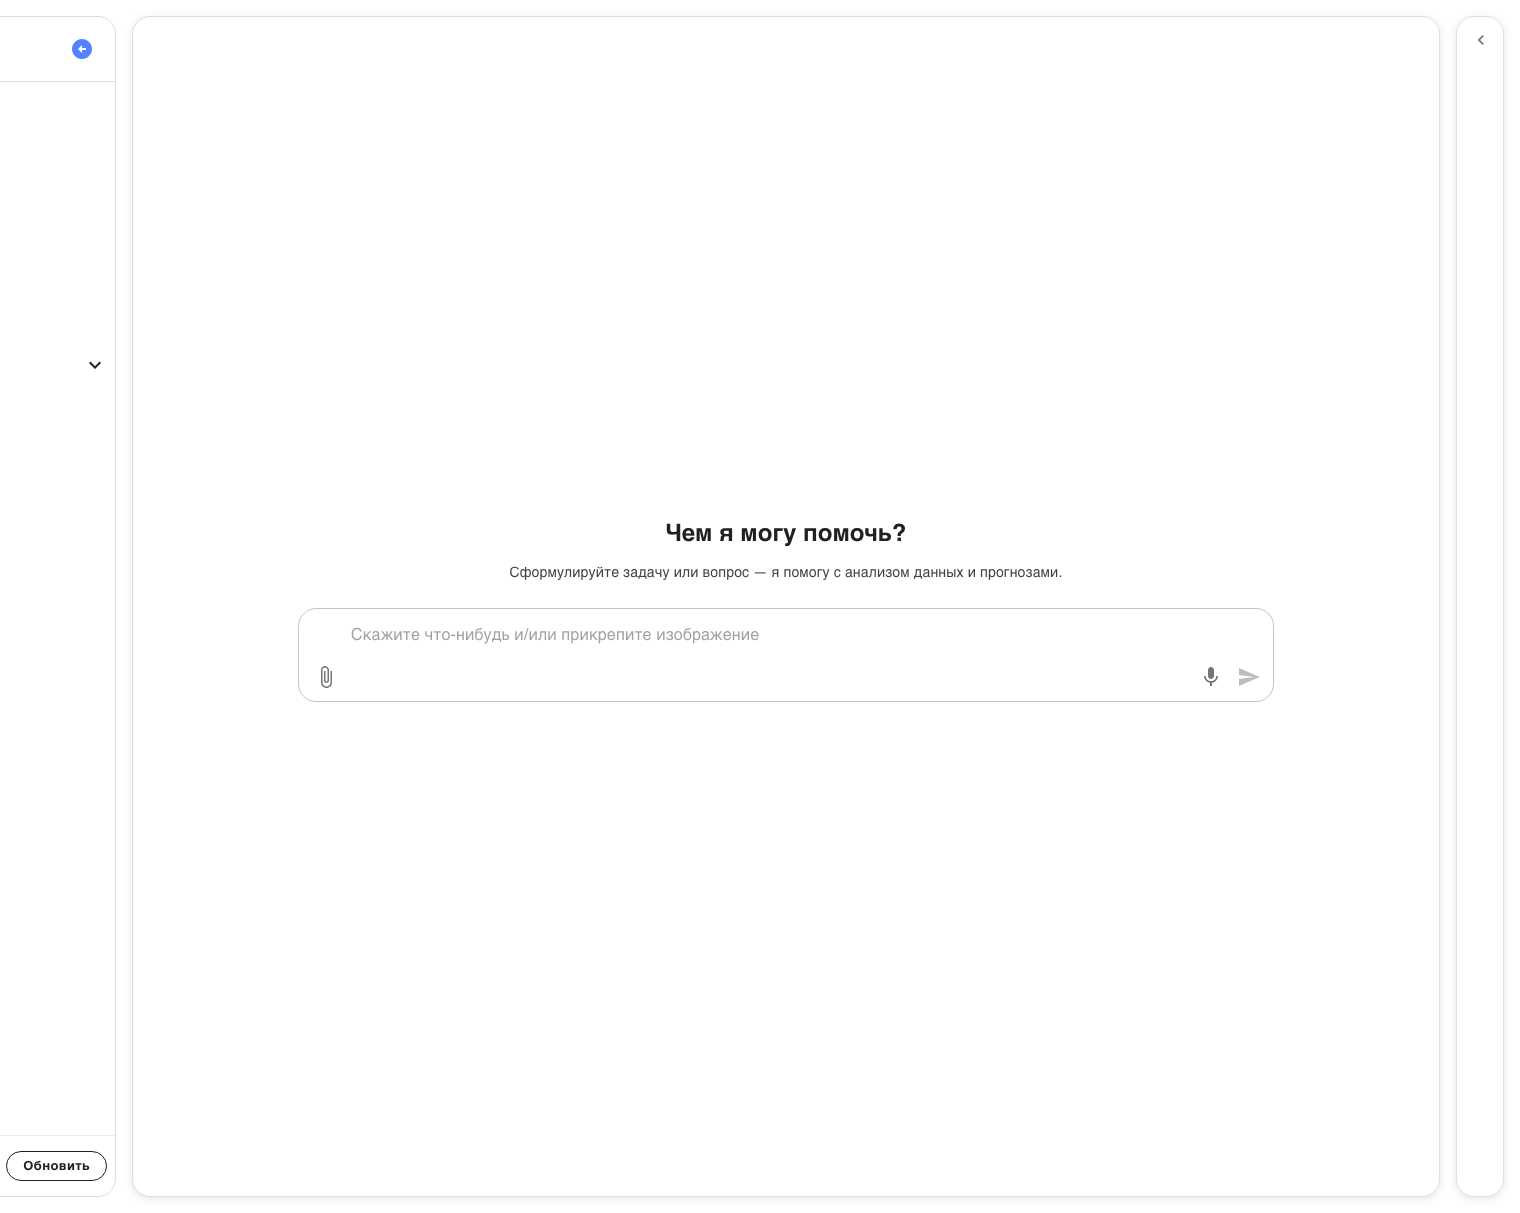 Чем я могу помочь?
Сформулируйте задачу или вопрос — я помогу с анализом данных и прогнозами.
Скажите что-нибудь и/или прикрепите изображение
Обновить